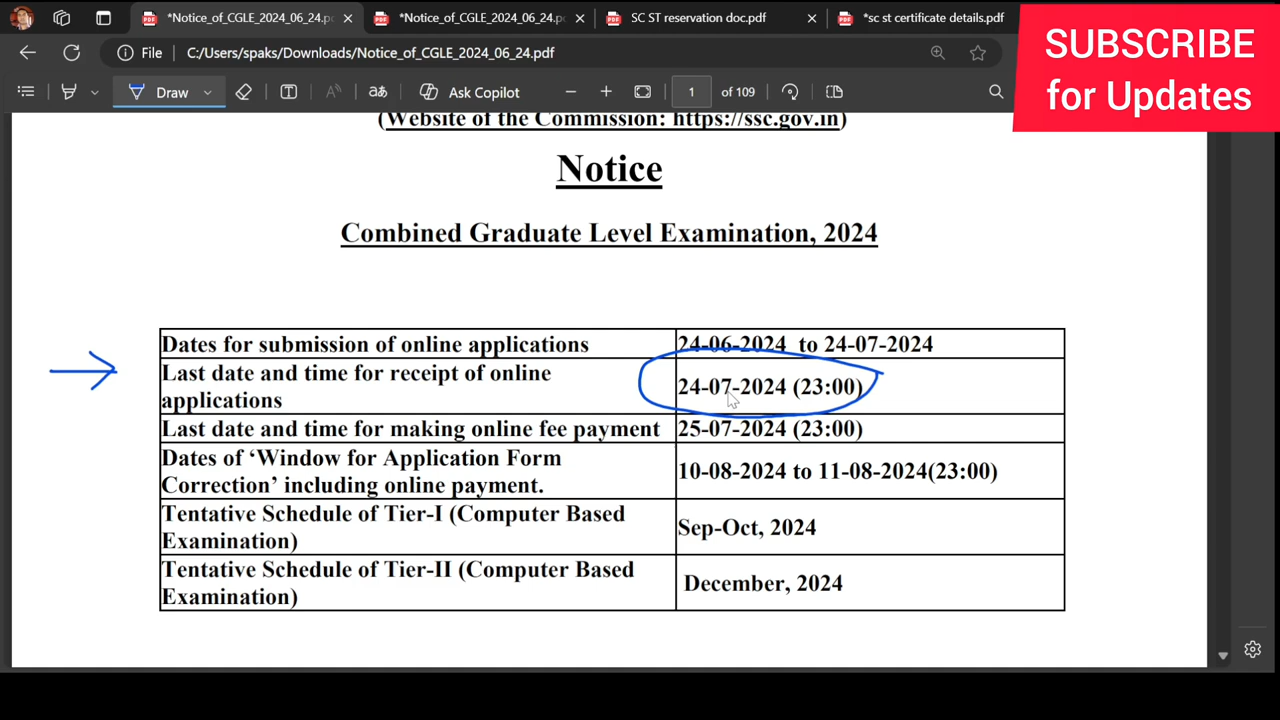 *Notice_of_CGLE_2024_06_24.p
*Notice_of_CGLE_2024_06_24.p
SC ST reservation doc.pdf
*sc st certificate details.pdf
SUBSCRIBE
for Updates
File
C:/Users/spaks/Downloads/Notice_of_CGLE_2024_06_24.pdf
Draw
T
A
aあ
Ask Copilot
1
of 109
(Website of the Commission: https://ssc.gov.in)
Notice
Combined Graduate Level Examination, 2024
Dates for submission of online applications
24-06-2024 to 24-07-2024
Last date and time for receipt of online
applications
24-07-2024 (23:00)
Last date and time for making online fee payment
25-07-2024 (23:00)
Dates of ‘Window for Application Form
Correction’ including online payment.
10-08-2024 to 11-08-2024(23:00)
Tentative Schedule of Tier-I (Computer Based
Examination)
Sep-Oct, 2024
Tentative Schedule of Tier-II (Computer Based
Examination)
December, 2024